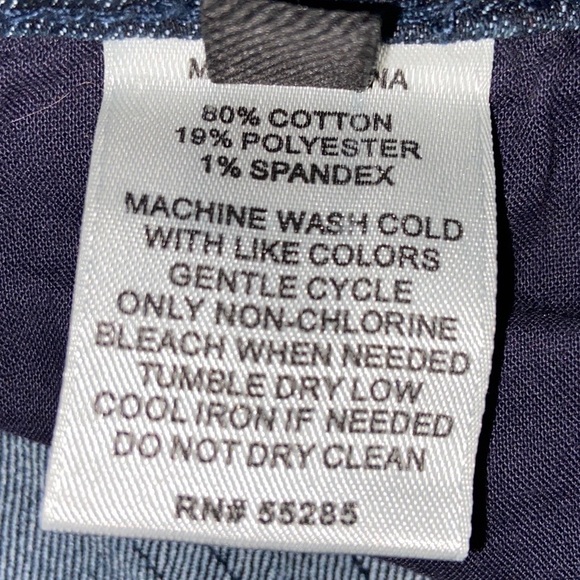 80% COTTON
19% POLYESTER
1% SPANDEX
MACHINE WASH COLD
WITH LIKE COLORS
GENTLE CYCLE
ONLY NON-CHLORINE
BLEACH WHEN NEEDED
TUMBLE DRY LOW
COOL IRON IF NEEDED
DO NOT DRY CLEAN
RN# 55285